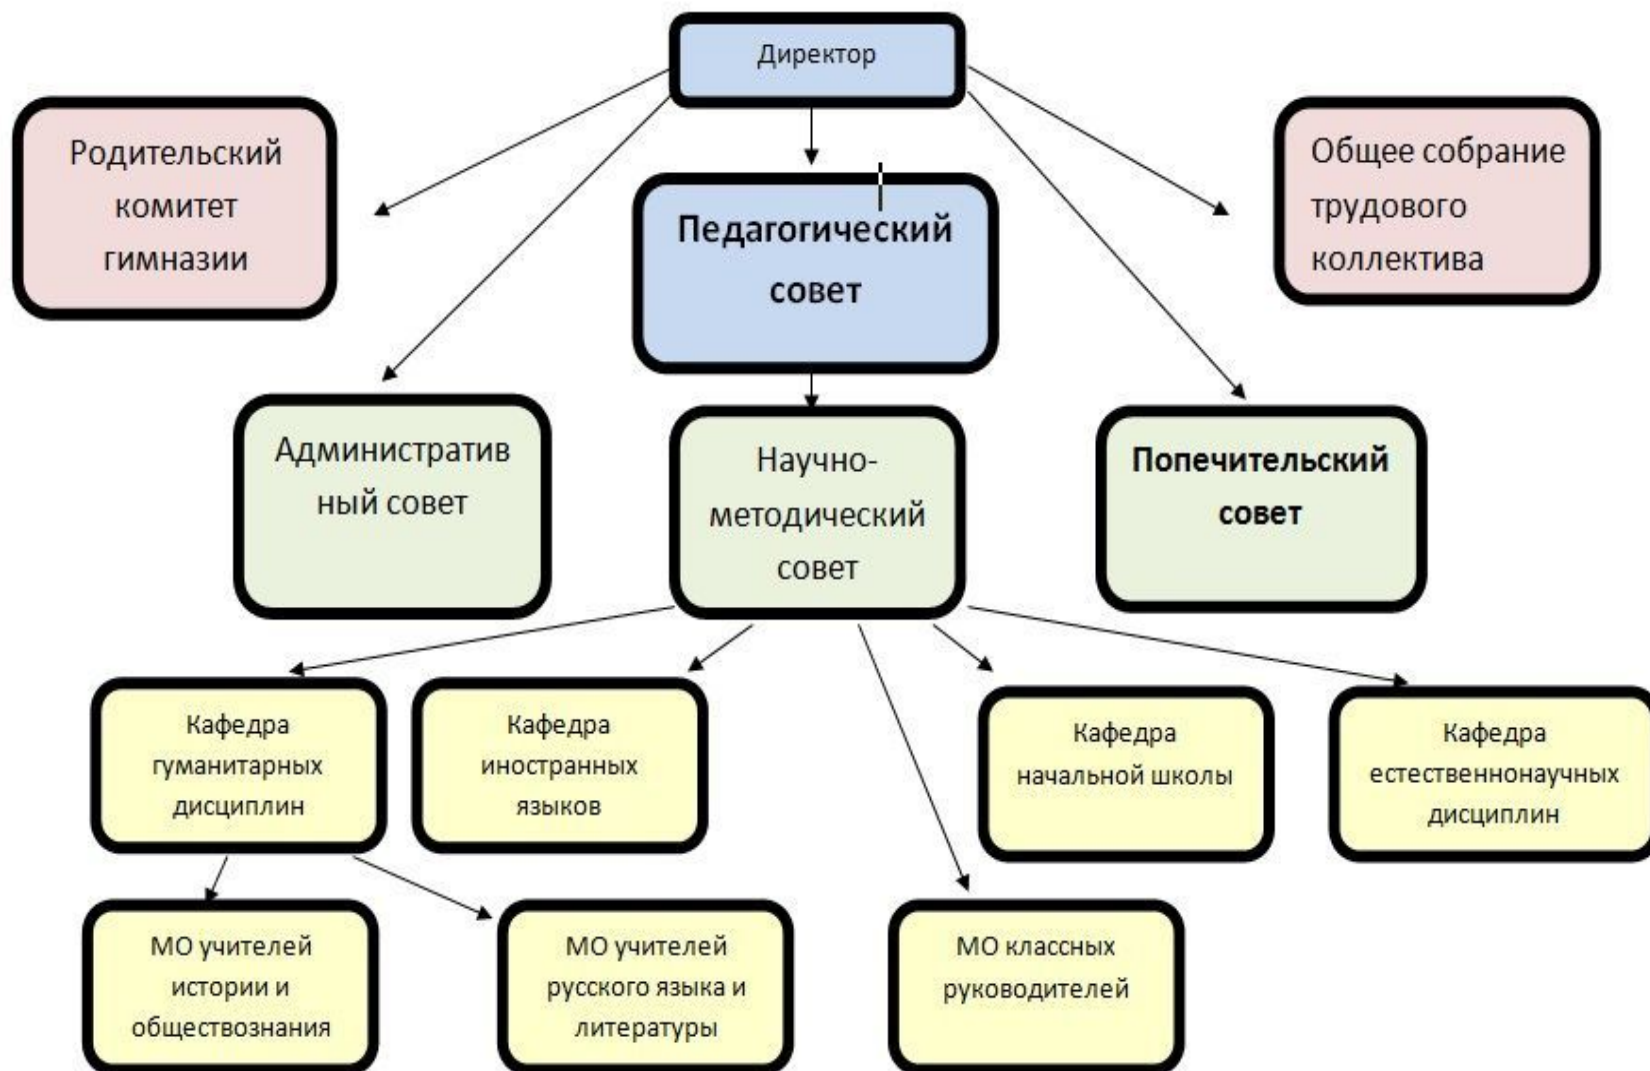 Директор
Родительский
комитет
гимназии
Педагогический
совет
Общее собрание
трудового
коллектива
Административ
ный совет
Научно-
методический
совет
Попечительский
совет
Кафедра
гуманитарных
дисциплин
Кафедра
иностранных
языков
Кафедра
начальной школы
Кафедра
естественнонаучных
дисциплин
МО учителей
истории и
обществознания
МО учителей
русского языка и
литературы
МО классных
руководителей